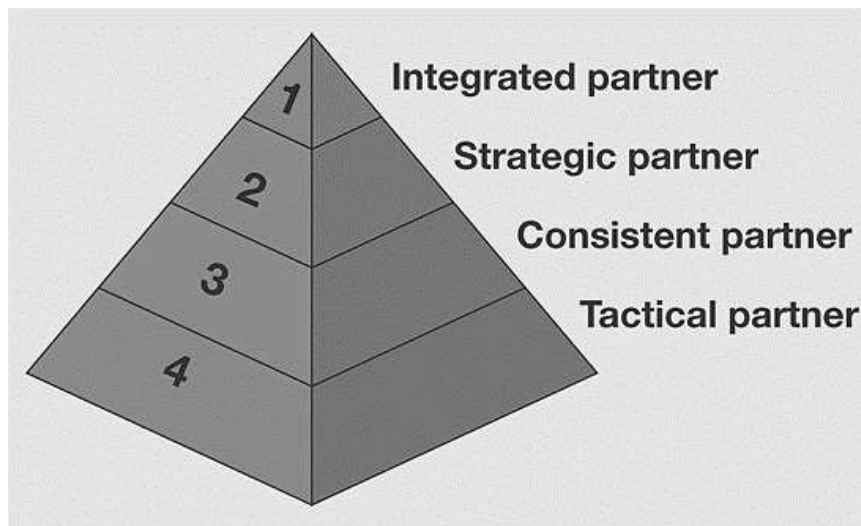 1 Integrated partner
2 Strategic partner
3 Consistent partner
4 Tactical partner